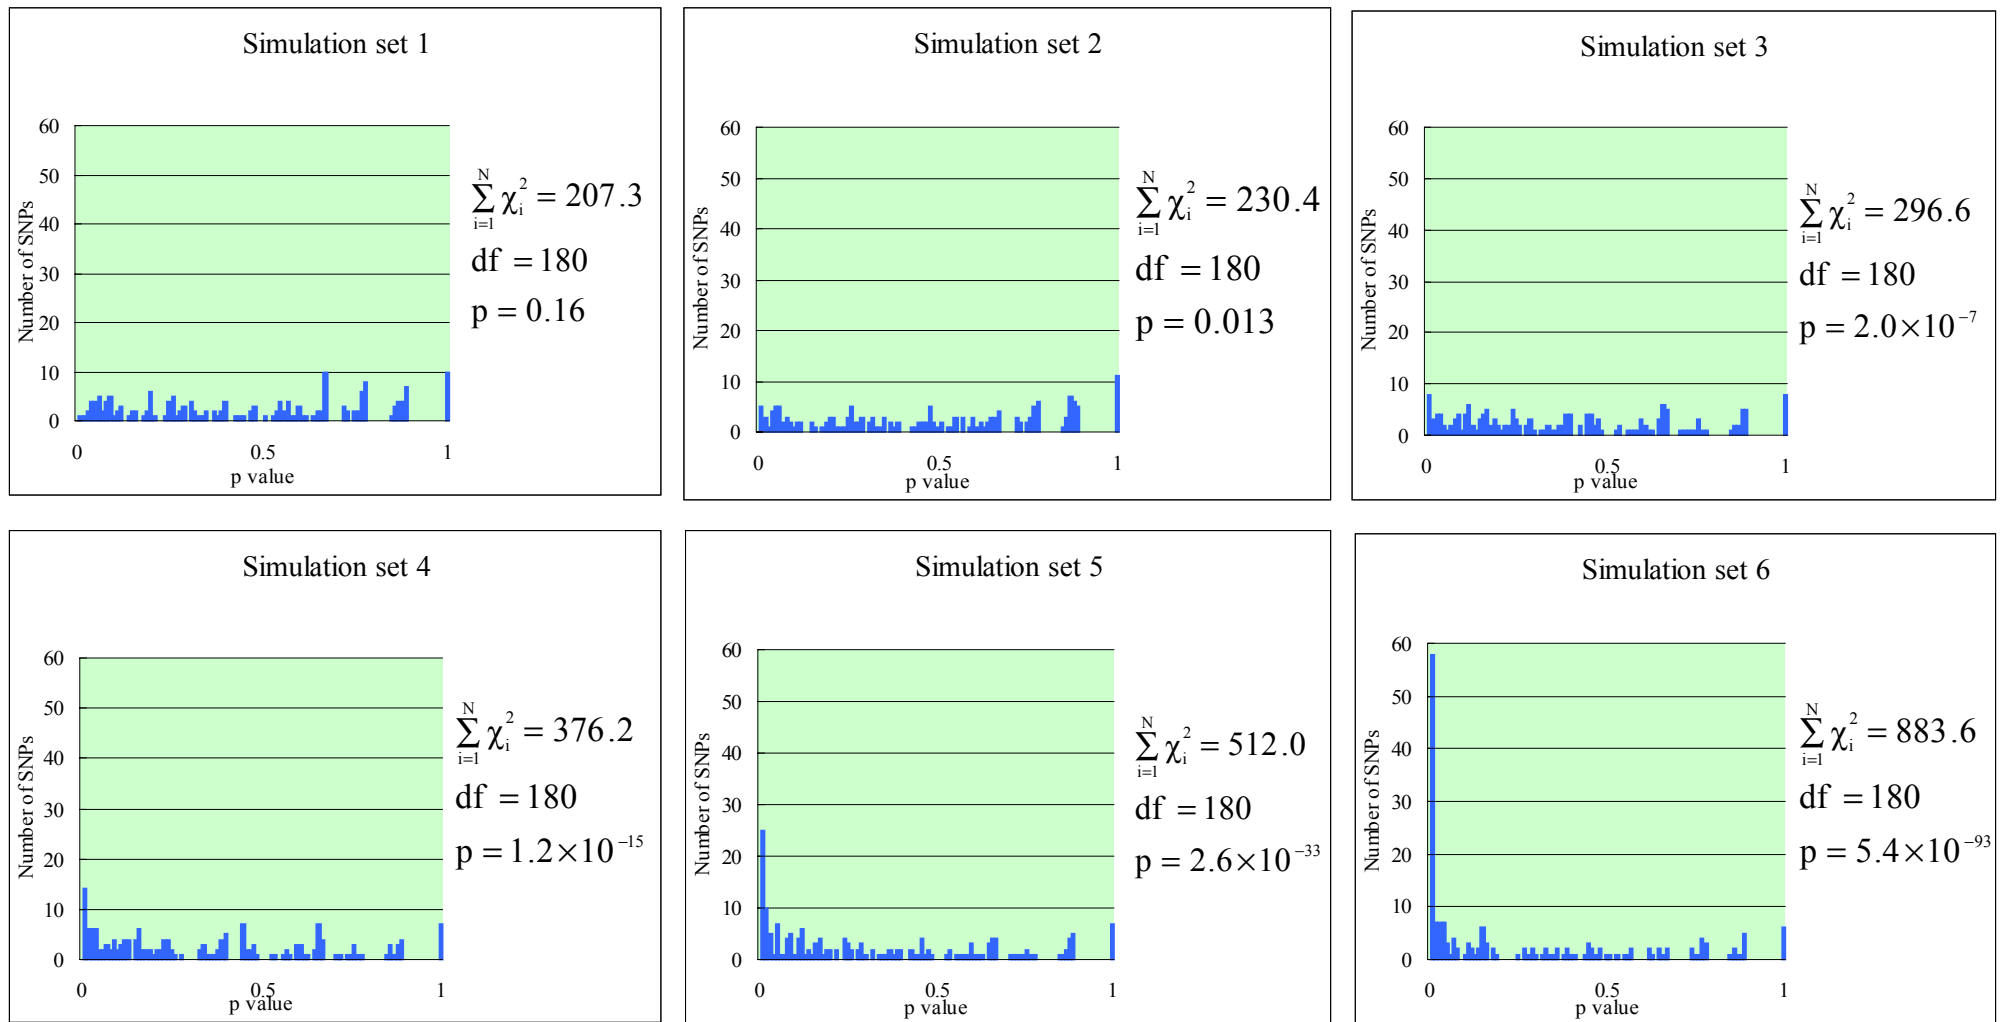 Simulation set 1
60
50
40
30
20
10
0
Number of SNPs
0
0.5
1
p value
N
∑ χᵢ² = 207.3
i=1
df = 180
p = 0.16
Simulation set 2
60
50
40
30
20
10
0
Number of SNPs
0
0.5
1
p value
N
∑ χᵢ² = 230.4
i=1
df = 180
p = 0.013
Simulation set 3
60
50
40
30
20
10
0
Number of SNPs
0
0.5
1
p value
N
∑ χᵢ² = 296.6
i=1
df = 180
p = 2.0×10⁻⁷
Simulation set 4
60
50
40
30
20
10
0
Number of SNPs
0
0.5
1
p value
N
∑ χᵢ² = 376.2
i=1
df = 180
p = 1.2×10⁻¹⁵
Simulation set 5
60
50
40
30
20
10
0
Number of SNPs
0
0.5
1
p value
N
∑ χᵢ² = 512.0
i=1
df = 180
p = 2.6×10⁻³³
Simulation set 6
60
50
40
30
20
10
0
Number of SNPs
0
0.5
1
p value
N
∑ χᵢ² = 883.6
i=1
df = 180
p = 5.4×10⁻⁹³